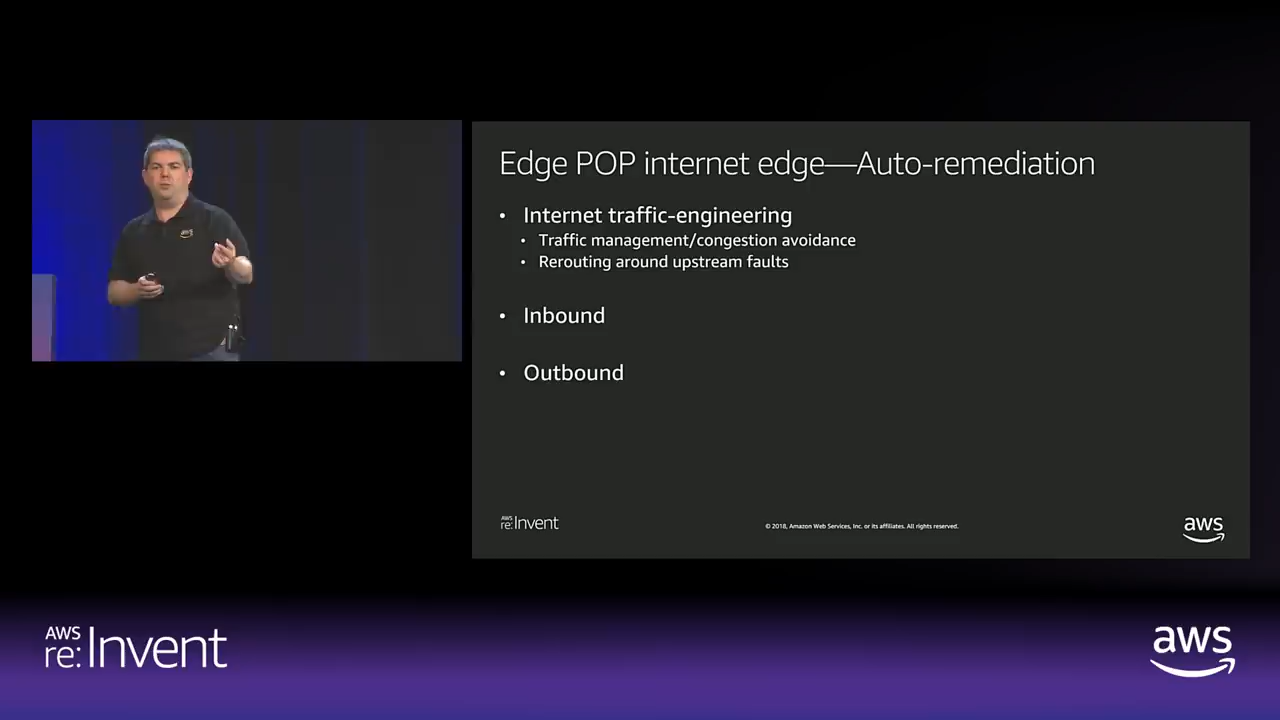 Edge POP internet edge—Auto-remediation
• Internet traffic-engineering
• Traffic management/congestion avoidance
• Rerouting around upstream faults
• Inbound
• Outbound
AWS
re:Invent
© 2018, Amazon Web Services, Inc. or its affiliates. All rights reserved.
aws
AWS
re:Invent
aws